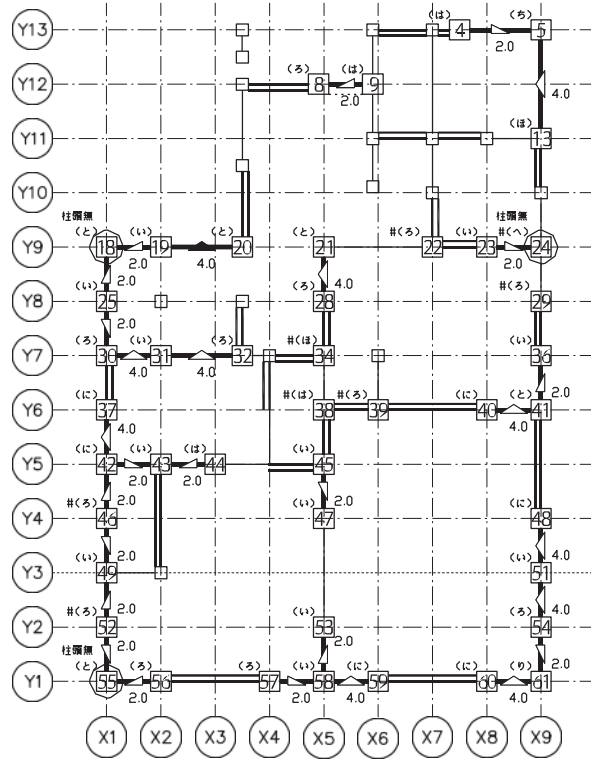 Y13 (は) 4 (ち) 5
2.0
Y12 (ろ) 8 (は) 9
2.0 4.0
Y11 (ほ) 13
Y10
柱頭無 柱頭無
Y9 (と) 18 (い) 19 (と) 20 (と) 21 #(ろ) 22 (い) 23 #(へ) 24
2.0 4.0 2.0
2.0 4.0
Y8 (い) 25 (ろ) 28 #(ろ) 29
2.0
Y7 (ろ) 30 (い) 31 (ろ) 32 #(ほ) 34 (い) 36
4.0 4.0
2.0
Y6 (に) 37 #(は) 38 #(ろ) 39 (に) 40 (と) 41
4.0 4.0
Y5 (に) 42 (い) 43 (は) 44 (い) 45
2.0 2.0
2.0 2.0
Y4 #(ろ) 46 47 (に) 48
2.0 4.0
Y3 (い) 49 (い) 51
2.0 4.0
Y2 #(ろ) 52 (い) 53 (ろ) 54
2.0 2.0 2.0
柱頭無
Y1 (と) 55 (ろ) 56 (ろ) 57 (い) 58 (に) 59 (に) 60 (り) 61
2.0 2.0 4.0 4.0
X1 X2 X3 X4 X5 X6 X7 X8 X9